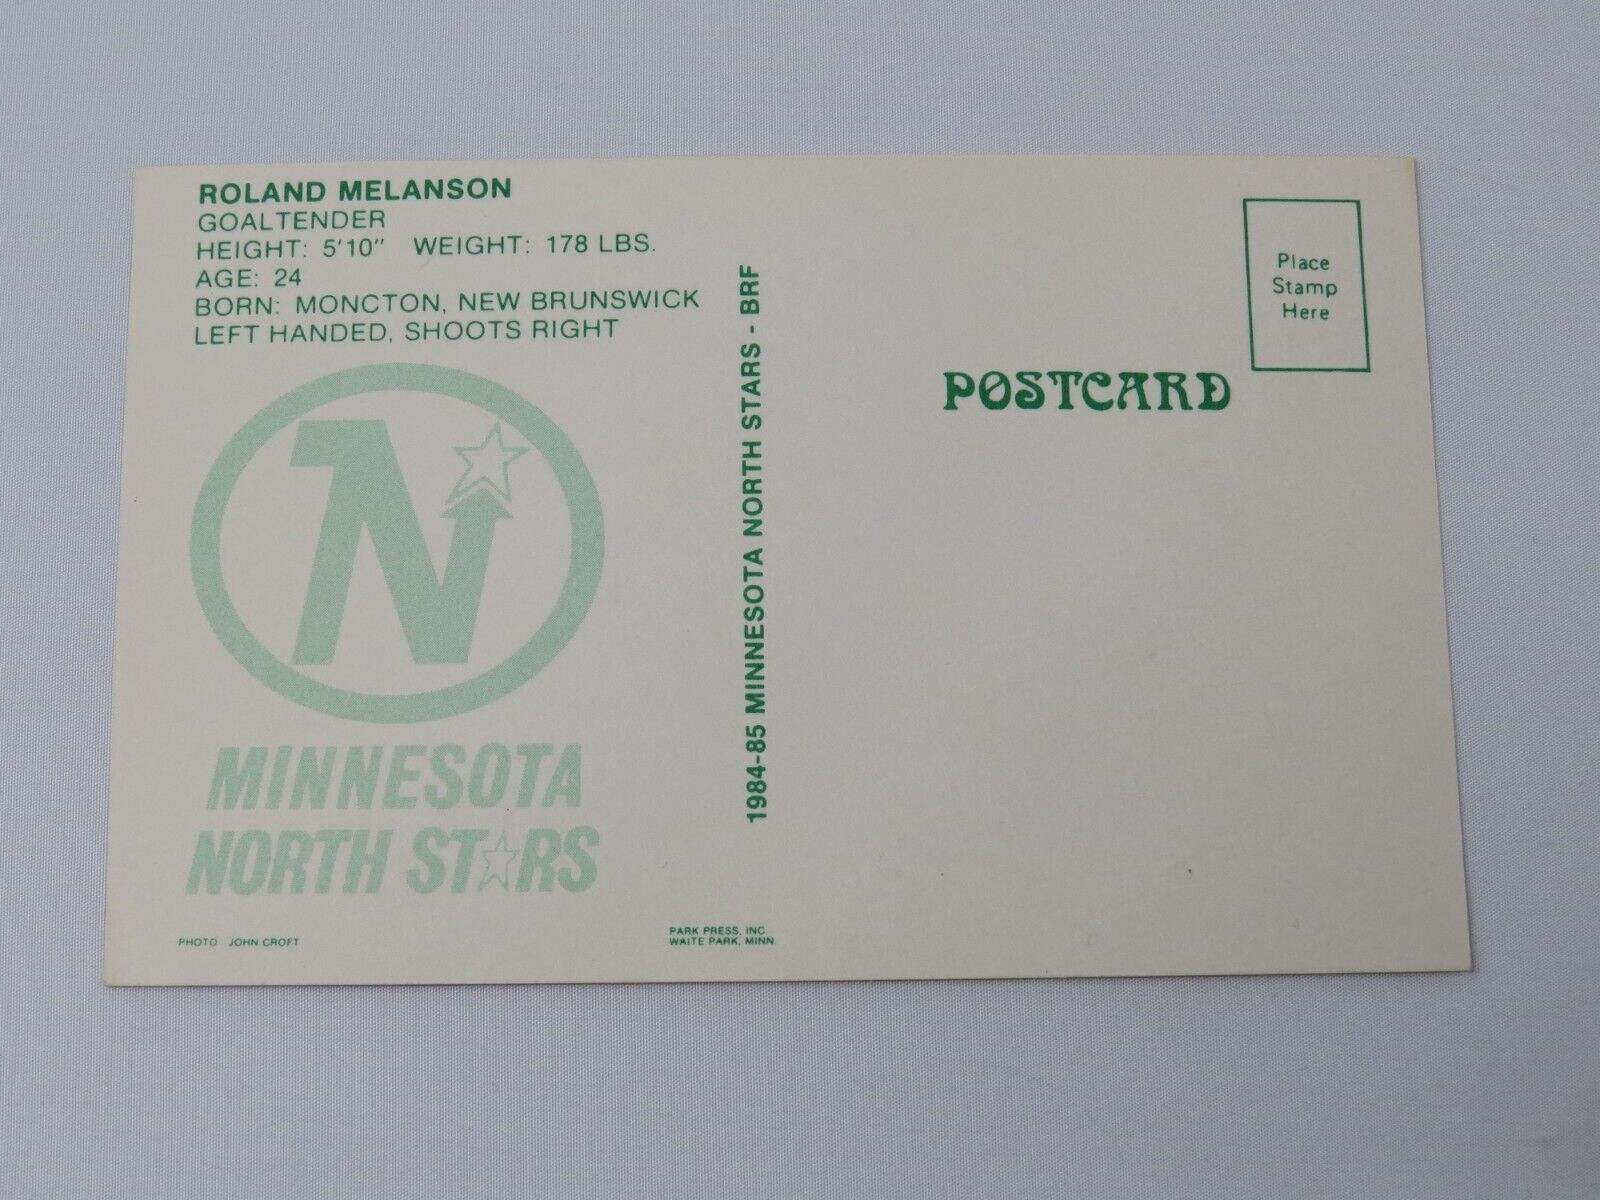 ROLAND MELANSON
GOALTENDER
HEIGHT: 5'10" WEIGHT: 178 LBS.
AGE: 24
BORN: MONCTON, NEW BRUNSWICK
LEFT HANDED, SHOOTS RIGHT
N
MINNESOTA
NORTH STARS
PHOTO JOHN CROFT
PARK PRESS, INC.
WAITE PARK, MINN.
1984-85 MINNESOTA NORTH STARS - BRF
Place
Stamp
Here
POSTCARD